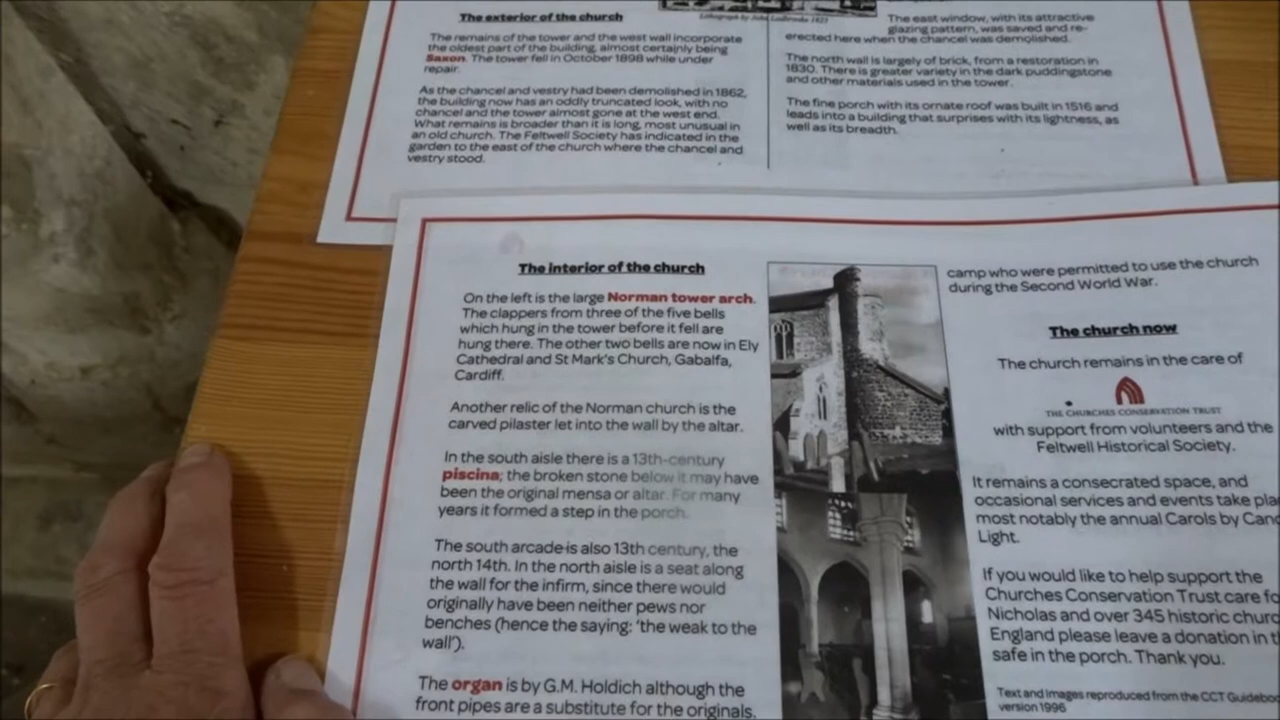 The exterior of the church
The remains of the tower and the west wall incorporate
the oldest part of the building, almost certainly being
Saxon. The tower fell in October 1898 while under
repair.
As the chancel and vestry had been demolished in 1862,
the building now has an oddly truncated look, with no
chancel and the tower almost gone at the west end.
What remains is broader than it is long, most unusual in
an old church. The Feltwell Society has indicated in the
garden to the east of the church where the chancel and
vestry stood.
Lithograph by John 1825
The east window, with its attractive
glazing pattern, was saved and re-
erected here when the chancel was demolished.
The north wall is largely of brick, from a restoration in
1830. There is greater variety in the dark puddingstone
and other materials used in the tower.
The fine porch with its ornate roof was built in 1516 and
leads into a building that surprises with its lightness, as
well as its breadth.
The interior of the church
On the left is the large Norman tower arch.
The clappers from three of the five bells
which hung in the tower before it fell are
hung there. The other two bells are now in Ely
Cathedral and St Mark's Church, Gabalfa,
Cardiff.
Another relic of the Norman church is the
carved pilaster let into the wall by the altar.
In the south aisle there is a 13th-century
piscina; the broken stone below it may have
been the original mensa or altar. For many
years it formed a step in the porch.
The south arcade is also 13th century, the
north 14th. In the north aisle is a seat along
the wall for the infirm, since there would
originally have been neither pews nor
benches (hence the saying: 'the weak to the
wall').
The organ is by G.M. Holdich although the
front pipes are a substitute for the originals.
camp who were permitted to use the church
during the Second World War.
The church now
The church remains in the care of
THE CHURCHES CONSERVATION TRUST
with support from volunteers and the
Feltwell Historical Society.
It remains a consecrated space, and
occasional services and events take pla
most notably the annual Carols by Cand
Light.
If you would like to help support the
Churches Conservation Trust care fo
Nicholas and over 345 historic churc
England please leave a donation in th
safe in the porch. Thank you.
Text and images reproduced from the CCT Guideboo
version 1996